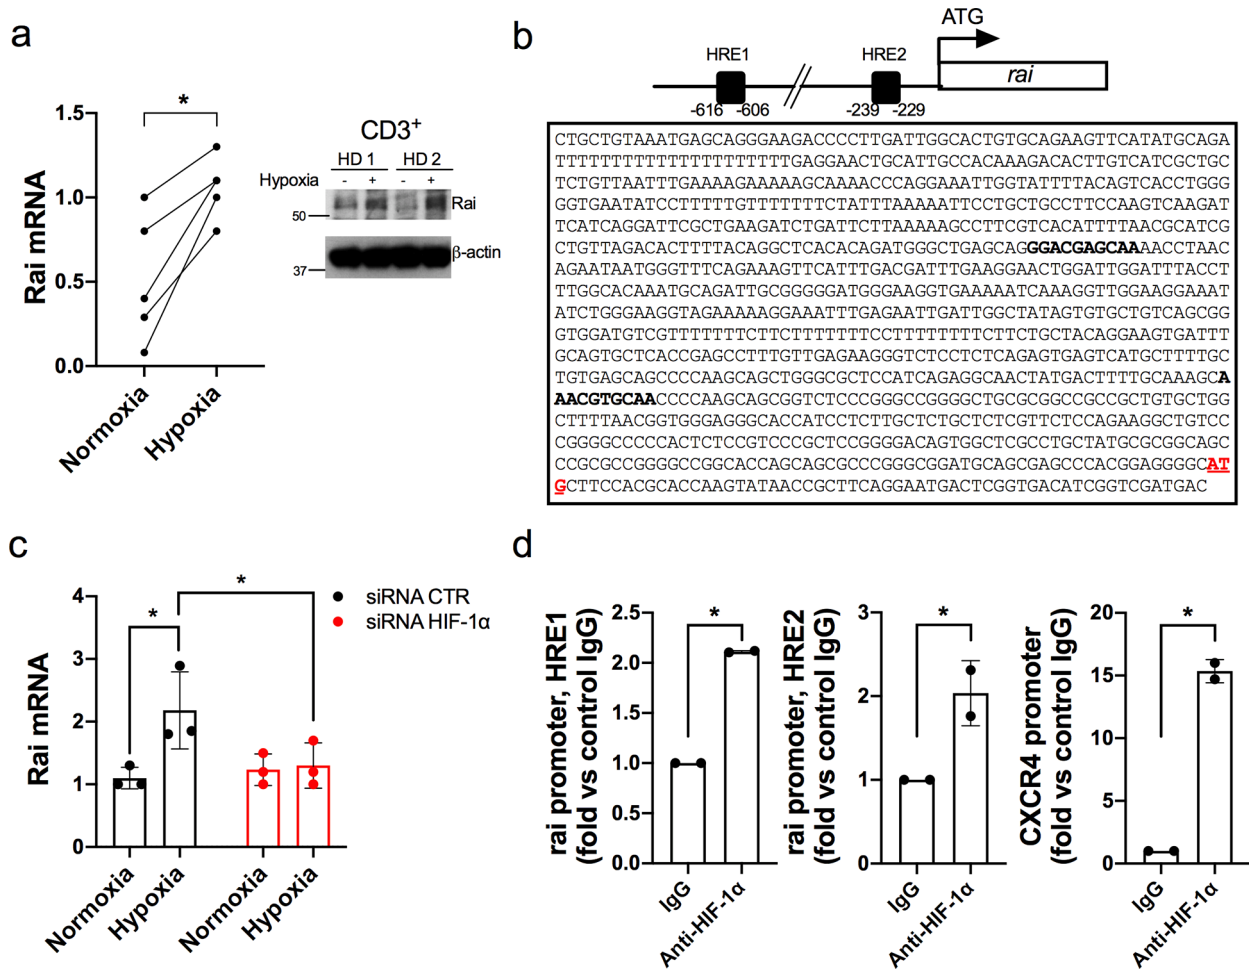 a
*
1.5
1.0
0.5
0.0
Rai mRNA
Normoxia
Hypoxia
CD3+
HD 1 HD 2
Hypoxia - + - +
Rai
50
β-actin
37
b
ATG
HRE1
HRE2
rai
-616 -606
-239 -229
CTGCTGTAAATGAGCAGGGAAGACCCCTTGATTGGCACTGTGCAGAAGTTCATATGCAGA
TTTTTTTTTTTTTTTTTTTTTGAGGAACTGCATTGCCACAAAGACACTTGTCATCGCTGC
TCTGTTAATTTGAAAAGAAAAAGCAAAACCCAGGAAATTGGTATTTTACAGTCACCTGGG
GGTGAATATCCTTTTTGTTTTTTTCTATTTAAAAATTCCTGCTGCCTTCCAAGTCAAGAT
TCATCAGGATTCGCTGAAGATCTGATTCTTAAAAAGCCTTCGTCACATTTTAACGCATCG
CTGTTAGACACTTTTACAGGCTCACACAGATGGGCTGAGCAGGGACGAGCAAAACCTAAC
AGAATAATGGGTTTCAGAAAGTTCATTTGACGATTTGAAGGAACTGGATTGGATTTACCT
TTGGCACAAATGCAGATTGCGGGGGATGGGAAGGTGAAAAATCAAAGGTTGGAAGGAAAT
ATCTGGGAAGGTAGAAAAAGGAAATTTGAGAATTGATTGGCTATAGTGTGCTGTCAGCGG
GTGGATGTCGTTTTTTTCTTCTTTTTTTCCTTTTTTTTCTTCTGCTACAGGAAGTGATTT
GCAGTGCTCACCGAGCCTTTGTTGAGAAGGGTCTCCTCTCAGAGTGAGTCATGCTTTTGC
TGTGAGCAGCCCCAAGCAGCTGGGCGCTCCATCAGAGGCAACTATGACTTTTGCAAAGCA
AACGTGCAACCCCAAGCAGCGGTCTCCCGGCCGGGGCTGCGCGGCCGCCGCTGTGCTGG
CTTTTAACGGTGGGAGGGCACCATCCTCTTGCTCTGCTCTCGTTCTCCAGAAGGCTGTCC
CGGGGCCCCCACTCTCCGTCCCGCTCCGGGGACAGTGGCTCGCCTGCTATGCGCGGCAGC
CCGCGCCGGGGCCGGCACCAGCAGCGCCCGGGCGGATGCAGCGAGCCCACGGAGGGGCAT
GCTTCCACGCACCAAGTATAACCGCTTCAGGAATGACTCGGTGACATCGGTCGATGAC
c
4
3
2
1
0
Rai mRNA
*
*
siRNA CTR
siRNA HIF-1α
Normoxia
Hypoxia
Normoxia
Hypoxia
d
rai promoter, HRE1
(fold vs control IgG)
2.5
2.0
1.5
1.0
0.5
0.0
*
IgG
Anti-HIF-1α
rai promoter, HRE2
(fold vs control IgG)
3
2
1
0
*
IgG
Anti-HIF-1α
CXCR4 promoter
(fold vs control IgG)
20
15
10
5
0
*
IgG
Anti-HIF-1α